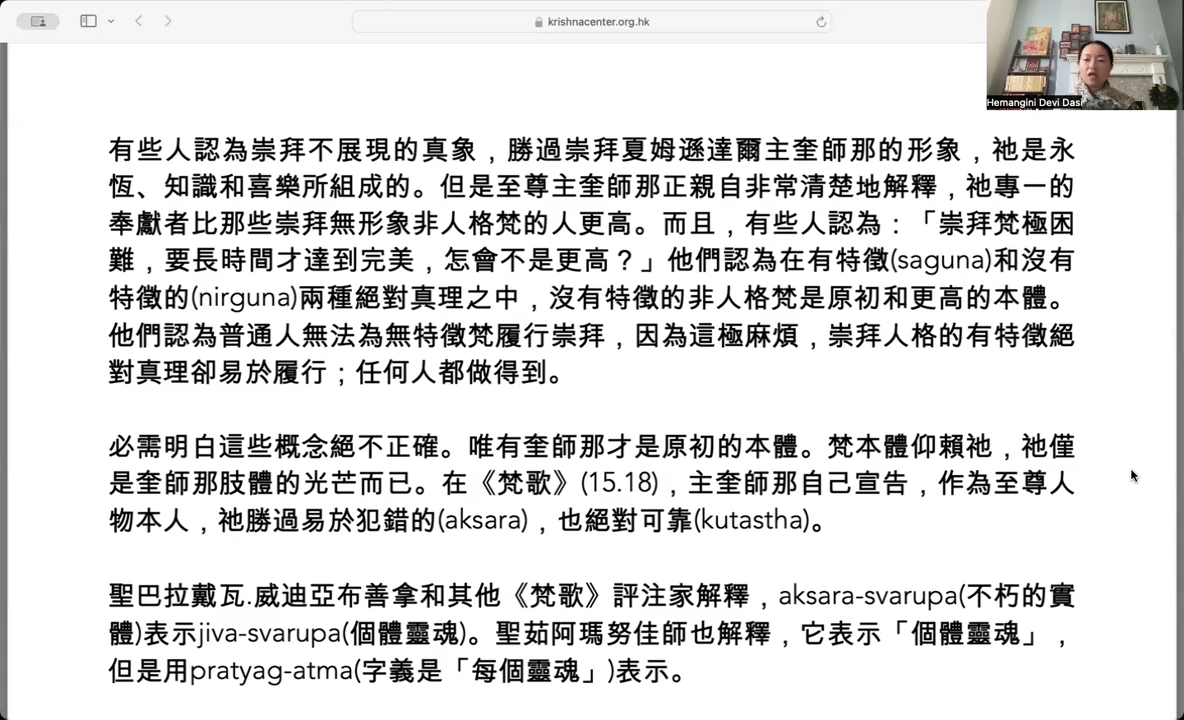 krishnacenter.org.hk
Hemangini Devi Dasi
有些人認為崇拜不展現的真象，勝過崇拜夏姆遜達爾主奎師那的形象，祂是永
恆、知識和喜樂所組成的。但是至尊主奎師那正親自非常清楚地解釋，祂專一的
奉獻者比那些崇拜無形象非人格梵的人更高。而且，有些人認為：「崇拜梵極困
難，要長時間才達到完美，怎會不是更高？」他們認為在有特徵(saguna)和沒有
特徵的(nirguna)兩種絕對真理之中，沒有特徵的非人格梵是原初和更高的本體。
他們認為普通人無法為無特徵梵履行崇拜，因為這極麻煩，崇拜人格的有特徵絕
對真理卻易於履行；任何人都做得到。
必需明白這些概念絕不正確。唯有奎師那才是原初的本體。梵本體仰賴祂，祂僅
是奎師那肢體的光芒而已。在《梵歌》(15.18)，主奎師那自己宣告，作為至尊人
物本人，祂勝過易於犯錯的(aksara)，也絕對可靠(kutastha)。
聖巴拉戴瓦.威迪亞布善拿和其他《梵歌》評注家解釋，aksara-svarupa(不朽的實
體)表示jiva-svarupa(個體靈魂)。聖茹阿瑪努佳師也解釋，它表示「個體靈魂」，
但是用pratyag-atma(字義是「每個靈魂」)表示。